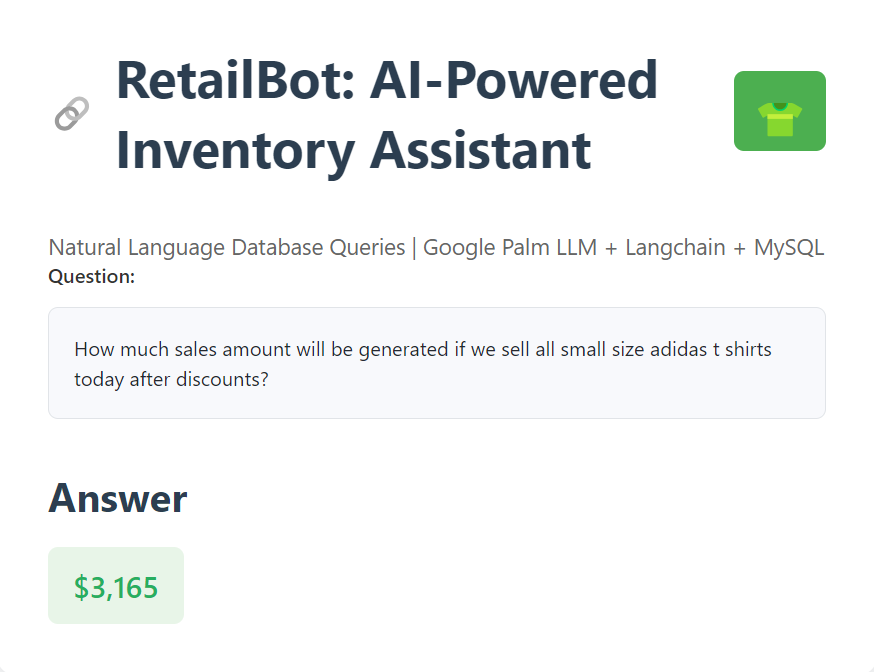 RetailBot: AI-Powered
Inventory Assistant
Natural Language Database Queries | Google Palm LLM + Langchain + MySQL
Question:
How much sales amount will be generated if we sell all small size adidas t shirts
today after discounts?
Answer
$3,165